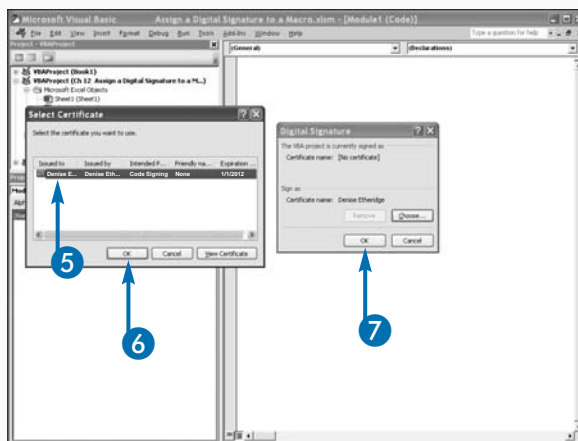 Microsoft Visual Basic Assign a Digital Signature to a Macro.xlsm - [Module1 (Code)]
File Edit View Insert Format Debug Run Tools Add-Ins Window Help Type a question for help
Project - VBAProject
(General) (Declarations)
VBAProject (Book1)
VBAProject (Ch 12 Assign a Digital Signature to a M...)
Microsoft Excel Objects
Sheet1 (Sheet1)
Select Certificate
Select the certificate you want to use.
Issued to Issued by Intended P... Friendly na... Expiration ...
Denise E... Denise Eth... Code Signing None 1/1/2012
OK Cancel View Certificate
5
6
Digital Signature
The VBA project is currently signed as
Certificate name: [No certificate]
Sign as
Certificate name: Denise Etheridge
Remove Choose...
OK Cancel
7